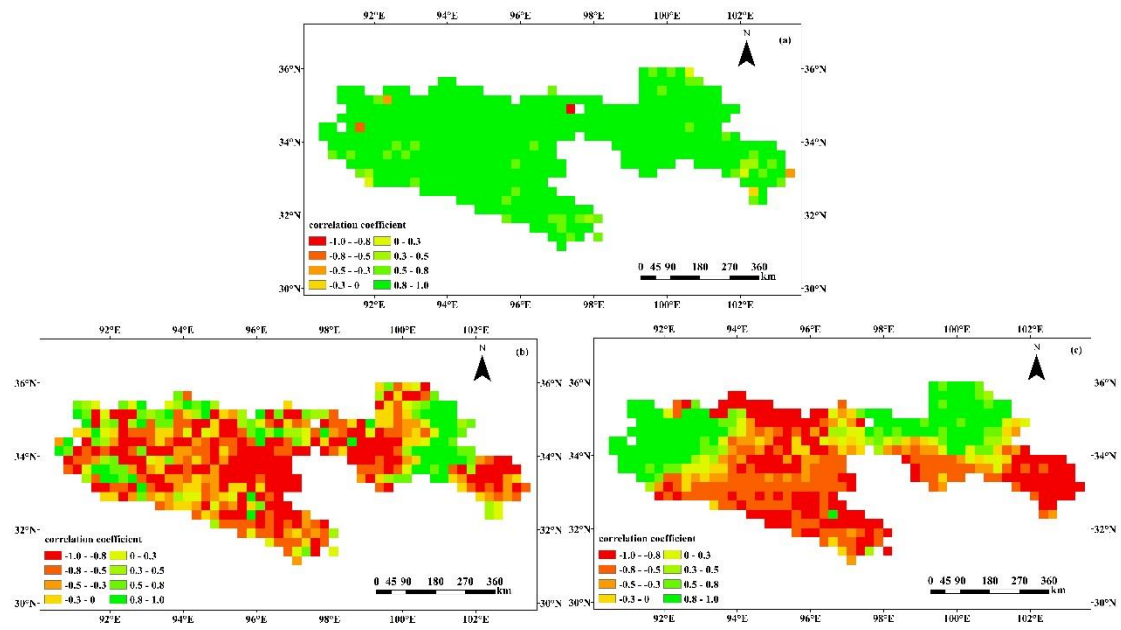 92°E 94°E 96°E 98°E 100°E 102°E
N
(a)
36°N 36°N
34°N 34°N
32°N 32°N
30°N 30°N
correlation coefficient
-1.0 - -0.8 0 - 0.3
-0.8 - -0.5 0.3 - 0.5
-0.5 - -0.3 0.5 - 0.8
-0.3 - 0 0.8 - 1.0
0 45 90 180 270 360
km
92°E 94°E 96°E 98°E 100°E 102°E
92°E 94°E 96°E 98°E 100°E 102°E
N
(b)
36°N 36°N
34°N 34°N
32°N 32°N
30°N 30°N
correlation coefficient
-1.0 - -0.8 0 - 0.3
-0.8 - -0.5 0.3 - 0.5
-0.5 - -0.3 0.5 - 0.8
-0.3 - 0 0.8 - 1.0
0 45 90 180 270 360
km
92°E 94°E 96°E 98°E 100°E 102°E
92°E 94°E 96°E 98°E 100°E 102°E
N
(c)
36°N 36°N
34°N 34°N
32°N 32°N
30°N 30°N
correlation coefficient
-1.0 - -0.8 0 - 0.3
-0.8 - -0.5 0.3 - 0.5
-0.5 - -0.3 0.5 - 0.8
-0.3 - 0 0.8 - 1.0
0 45 90 180 270 360
km
92°E 94°E 96°E 98°E 100°E 102°E